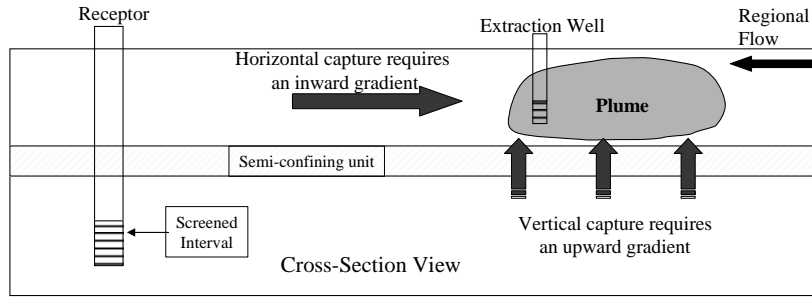 Receptor
Extraction Well
Regional
Flow
Horizontal capture requires
an inward gradient
Plume
Semi-confining unit
Screened
Interval
Vertical capture requires
an upward gradient
Cross-Section View